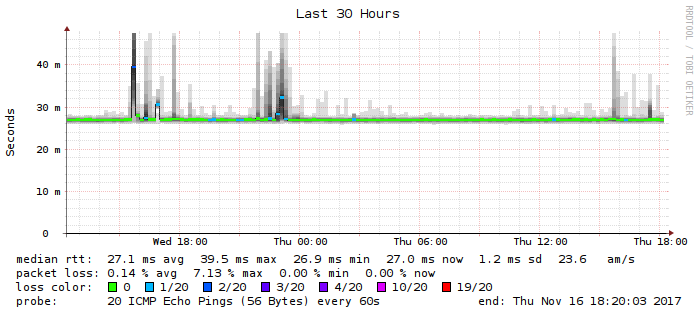 Last 30 Hours
RRDTOOL / TOBI OETIKER
Seconds
40 m
30 m
20 m
10 m
0
Wed 18:00 Thu 00:00 Thu 06:00 Thu 12:00 Thu 18:00
median rtt: 27.1 ms avg 39.5 ms max 26.9 ms min 27.0 ms now 1.2 ms sd 23.6 am/s
packet loss: 0.14 % avg 7.13 % max 0.00 % min 0.00 % now
loss color: 0 1/20 2/20 3/20 4/20 10/20 19/20
probe: 20 ICMP Echo Pings (56 Bytes) every 60s end: Thu Nov 16 18:20:03 2017